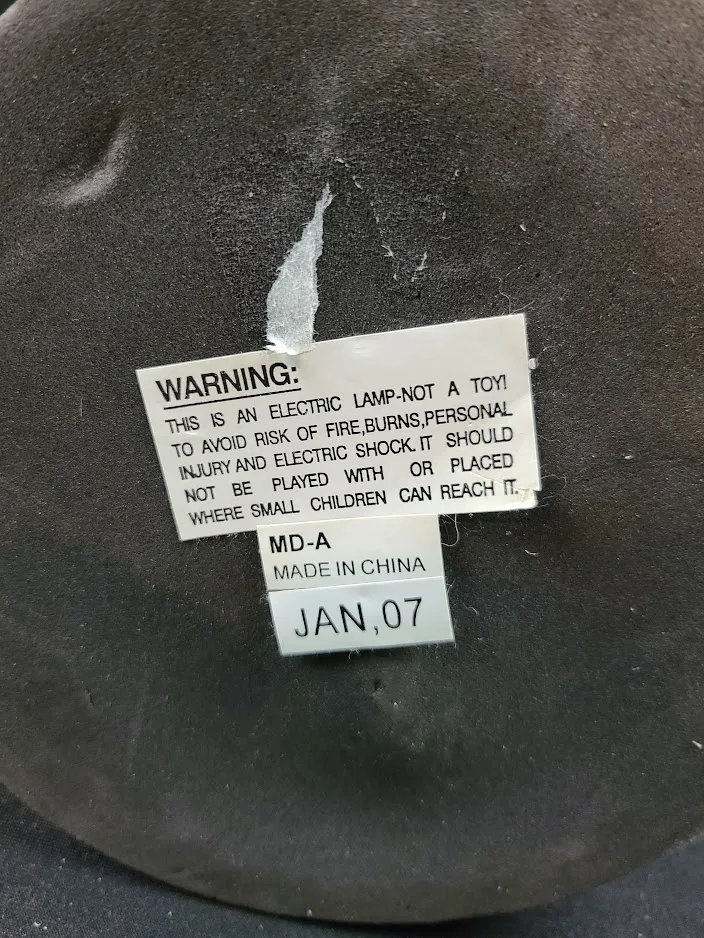 WARNING:
THIS IS AN ELECTRIC LAMP-NOT A TOY!
TO AVOID RISK OF FIRE,BURNS,PERSONAL
INJURY AND ELECTRIC SHOCK.IT SHOULD
NOT BE PLAYED WITH OR PLACED
WHERE SMALL CHILDREN CAN REACH IT.
MD-A
MADE IN CHINA
JAN,07